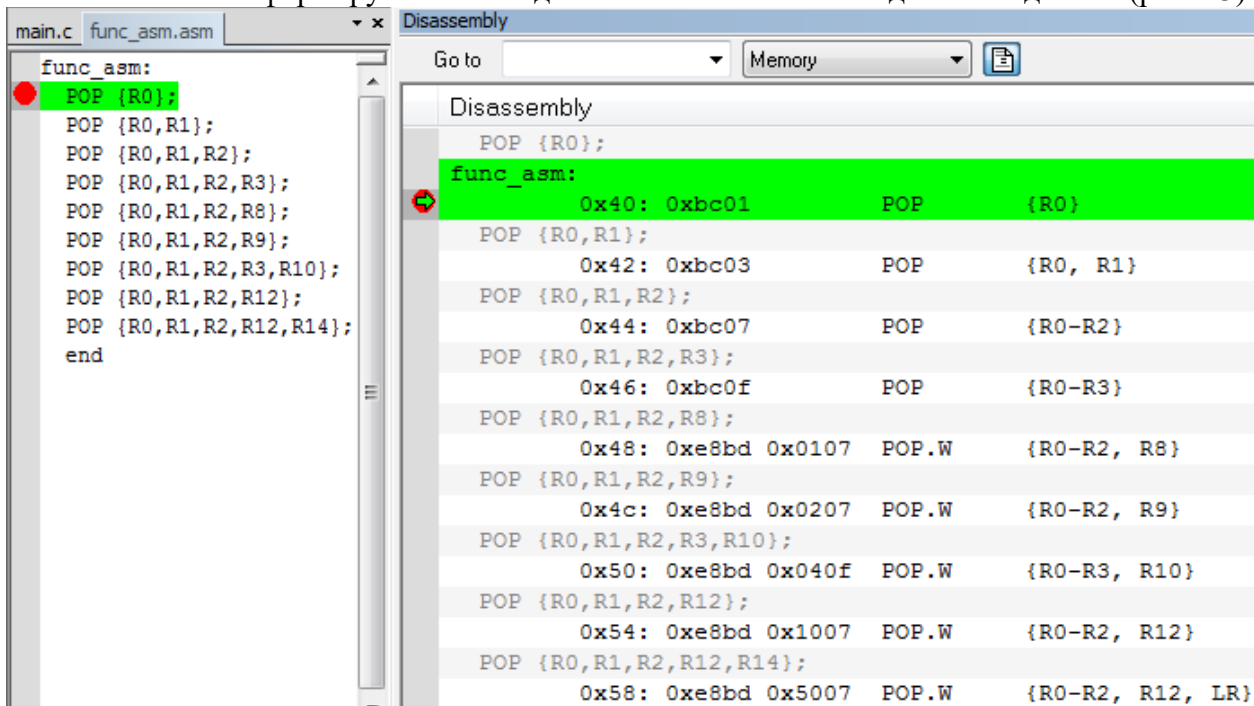 main.c func_asm.asm
func_asm:
POP {R0};
POP {R0,R1};
POP {R0,R1,R2};
POP {R0,R1,R2,R3};
POP {R0,R1,R2,R8};
POP {R0,R1,R2,R9};
POP {R0,R1,R2,R3,R10};
POP {R0,R1,R2,R12};
POP {R0,R1,R2,R12,R14};
end
Disassembly
Go to Memory
Disassembly
POP {R0};
func_asm:
0x40: 0xbc01 POP {R0}
POP {R0,R1};
0x42: 0xbc03 POP {R0, R1}
POP {R0,R1,R2};
0x44: 0xbc07 POP {R0-R2}
POP {R0,R1,R2,R3};
0x46: 0xbc0f POP {R0-R3}
POP {R0,R1,R2,R8};
0x48: 0xe8bd 0x0107 POP.W {R0-R2, R8}
POP {R0,R1,R2,R9};
0x4c: 0xe8bd 0x0207 POP.W {R0-R2, R9}
POP {R0,R1,R2,R3,R10};
0x50: 0xe8bd 0x040f POP.W {R0-R3, R10}
POP {R0,R1,R2,R12};
0x54: 0xe8bd 0x1007 POP.W {R0-R2, R12}
POP {R0,R1,R2,R12,R14};
0x58: 0xe8bd 0x5007 POP.W {R0-R2, R12, LR}